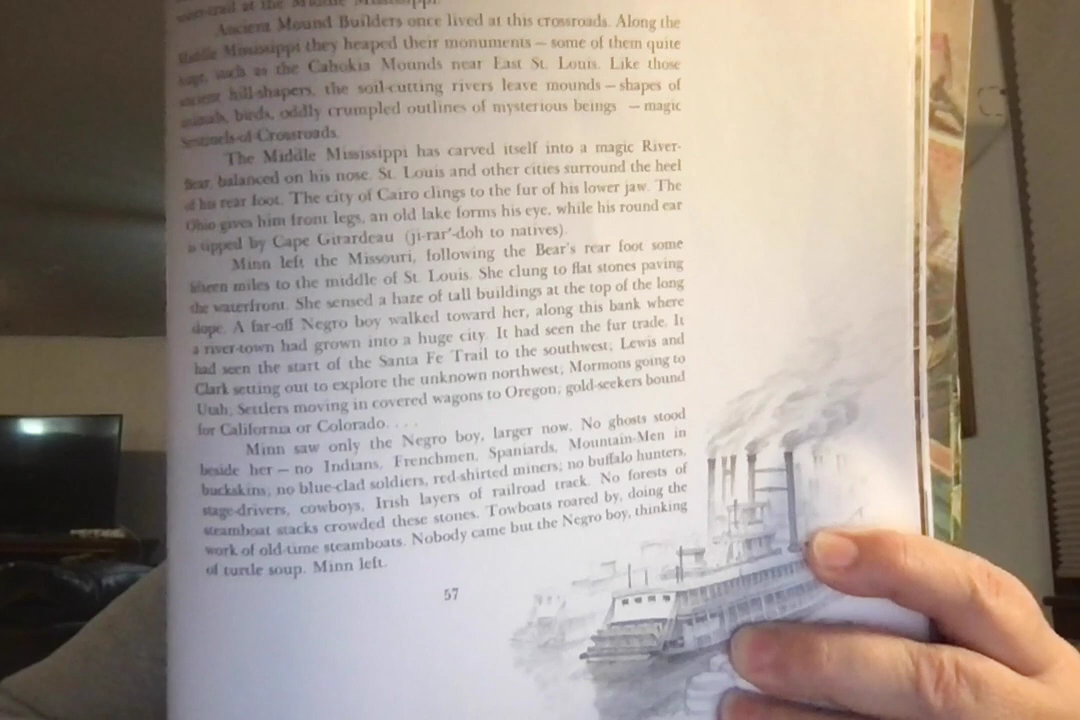 water-trail at the Middle Mississippi.
Ancient Mound Builders once lived at this crossroads. Along the
Middle Mississippi they heaped their monuments — some of them quite
huge, such as the Cahokia Mounds near East St. Louis. Like those
ancient hill-shapers, the soil-cutting rivers leave mounds — shapes of
animals, birds, oddly crumpled outlines of mysterious beings — magic
Sentinels-of-Crossroads.
The Middle Mississippi has carved itself into a magic River-
Bear, balanced on his nose. St. Louis and other cities surround the heel
of his rear foot. The city of Cairo clings to the fur of his lower jaw. The
Ohio gives him front legs, an old lake forms his eye, while his round ear
is tipped by Cape Girardeau (ji-rar'-doh to natives).
Minn left the Missouri, following the Bear's rear foot some
fifteen miles to the middle of St. Louis. She clung to flat stones paving
the waterfront. She sensed a haze of tall buildings at the top of the long
slope. A far-off Negro boy walked toward her, along this bank where
a river-town had grown into a huge city. It had seen the fur trade. It
had seen the start of the Santa Fe Trail to the southwest; Lewis and
Clark setting out to explore the unknown northwest; Mormons going to
Utah; Settlers moving in covered wagons to Oregon; gold-seekers bound
for California or Colorado. . . .
Minn saw only the Negro boy, larger now. No ghosts stood
beside her — no Indians, Frenchmen, Spaniards, Mountain-Men in
buckskins; no blue-clad soldiers, red-shirted miners; no buffalo hunters,
stage-drivers, cowboys, Irish layers of railroad track. No forests of
steamboat stacks crowded these stones. Towboats roared by, doing the
work of old-time steamboats. Nobody came but the Negro boy, thinking
of turtle soup. Minn left.
57